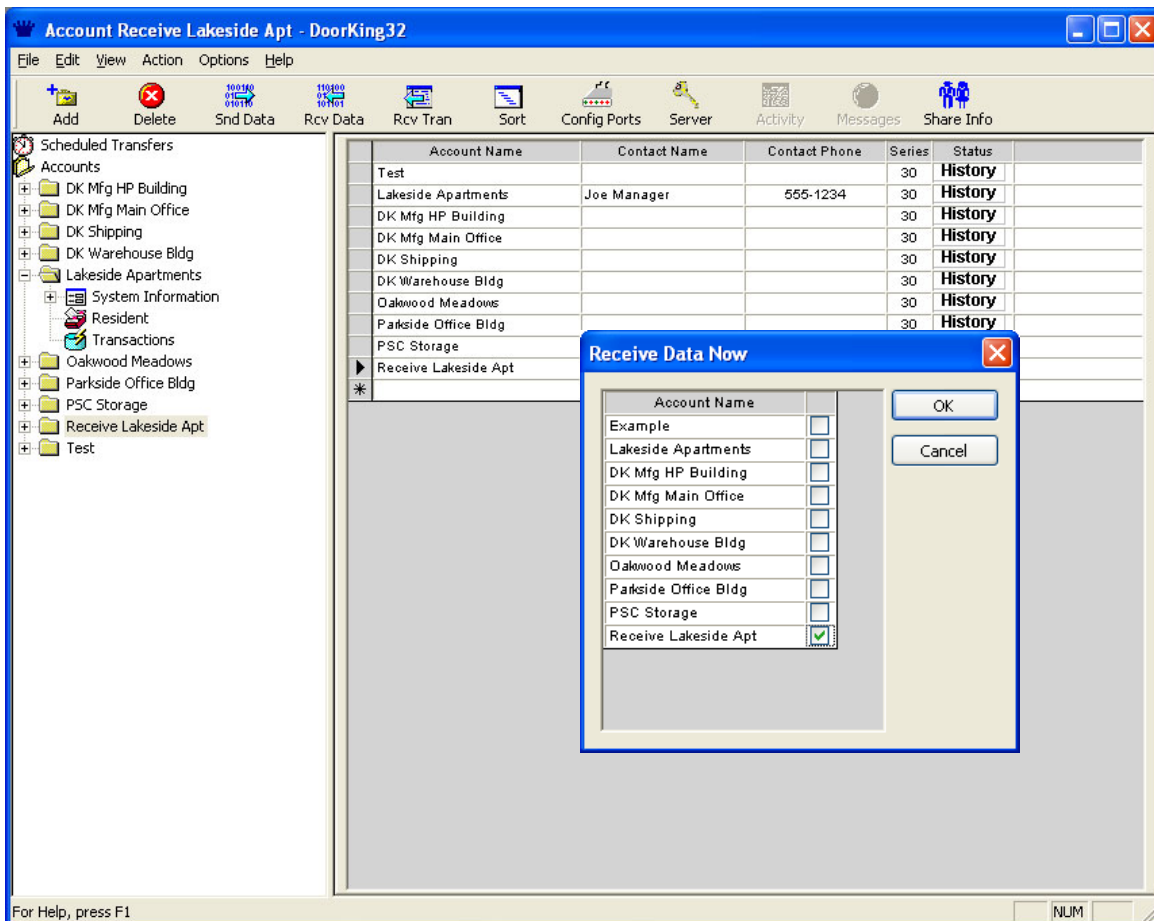 Account Receive Lakeside Apt - DoorKing32
File Edit View Action Options Help
Add Delete Snd Data Rcv Data Rcv Tran Sort Config Ports Server Activity Messages Share Info
Scheduled Transfers
Accounts
DK Mfg HP Building
DK Mfg Main Office
DK Shipping
DK Warehouse Bldg
Lakeside Apartments
System Information
Resident
Transactions
Oakwood Meadows
Parkside Office Bldg
PSC Storage
Receive Lakeside Apt
Test
Account Name Contact Name Contact Phone Series Status
Test 30 History
Lakeside Apartments Joe Manager 555-1234 30 History
DK Mfg HP Building 30 History
DK Mfg Main Office 30 History
DK Shipping 30 History
DK Warehouse Bldg 30 History
Oakwood Meadows 30 History
Parkside Office Bldg 30 History
PSC Storage
Receive Lakeside Apt
Receive Data Now
Account Name
Example
Lakeside Apartments
DK Mfg HP Building
DK Mfg Main Office
DK Shipping
DK Warehouse Bldg
Oakwood Meadows
Parkside Office Bldg
PSC Storage
Receive Lakeside Apt
OK
Cancel
For Help, press F1
NUM